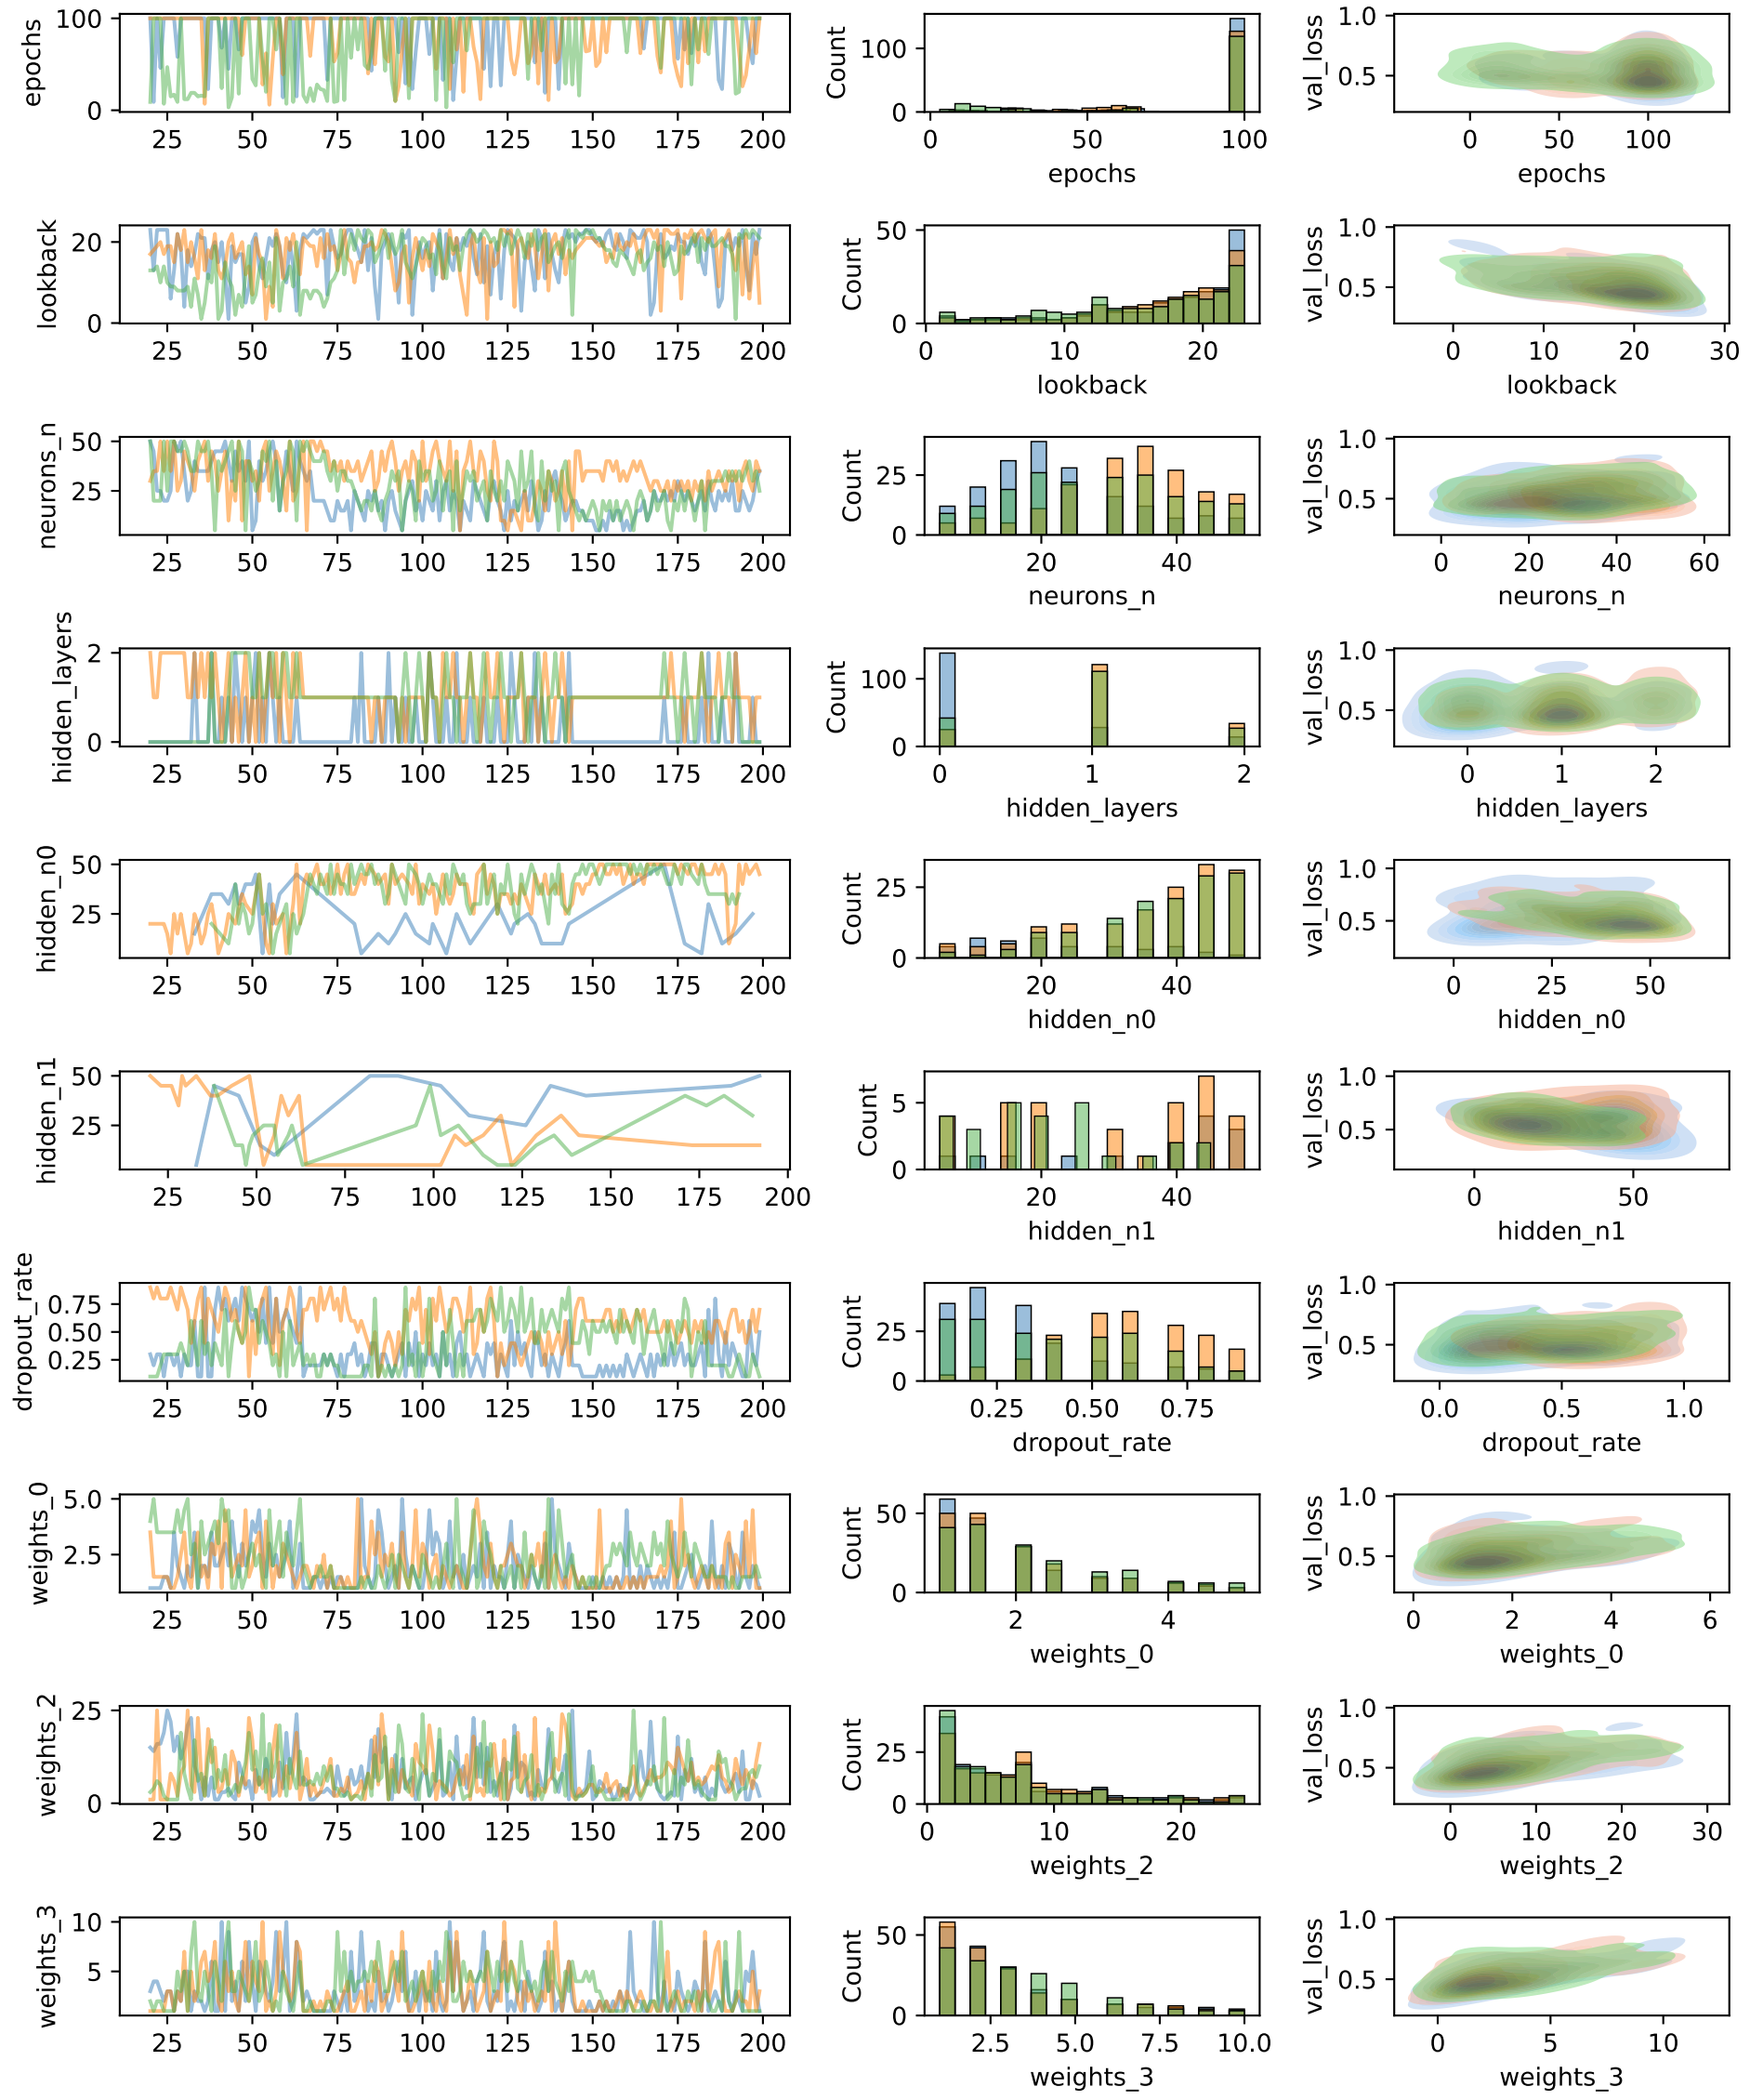 epochs
100
0
25 50 75 100 125 150 175 200
Count
100
0
0 50 100
epochs
val_loss
1.0
0.5
0 50 100
epochs
lookback
20
0
25 50 75 100 125 150 175 200
Count
50
0
0 10 20
lookback
val_loss
1.0
0.5
0 10 20 30
lookback
neurons_n
50
25
25 50 75 100 125 150 175 200
Count
25
0
20 40
neurons_n
val_loss
1.0
0.5
0 20 40 60
neurons_n
hidden_layers
2
0
25 50 75 100 125 150 175 200
Count
100
0
0 1 2
hidden_layers
val_loss
1.0
0.5
0 1 2
hidden_layers
hidden_n0
50
25
25 50 75 100 125 150 175 200
Count
25
0
20 40
hidden_n0
val_loss
1.0
0.5
0 25 50
hidden_n0
hidden_n1
50
25
25 50 75 100 125 150 175 200
Count
5
0
20 40
hidden_n1
val_loss
1.0
0.5
0 50
hidden_n1
dropout_rate
0.75
0.50
0.25
25 50 75 100 125 150 175 200
Count
25
0
0.25 0.50 0.75
dropout_rate
val_loss
1.0
0.5
0.0 0.5 1.0
dropout_rate
weights_0
5.0
2.5
25 50 75 100 125 150 175 200
Count
50
0
2 4
weights_0
val_loss
1.0
0.5
0 2 4 6
weights_0
weights_2
25
0
25 50 75 100 125 150 175 200
Count
25
0
0 10 20
weights_2
val_loss
1.0
0.5
0 10 20 30
weights_2
weights_3
10
5
25 50 75 100 125 150 175 200
Count
50
0
2.5 5.0 7.5 10.0
weights_3
val_loss
1.0
0.5
0 5 10
weights_3